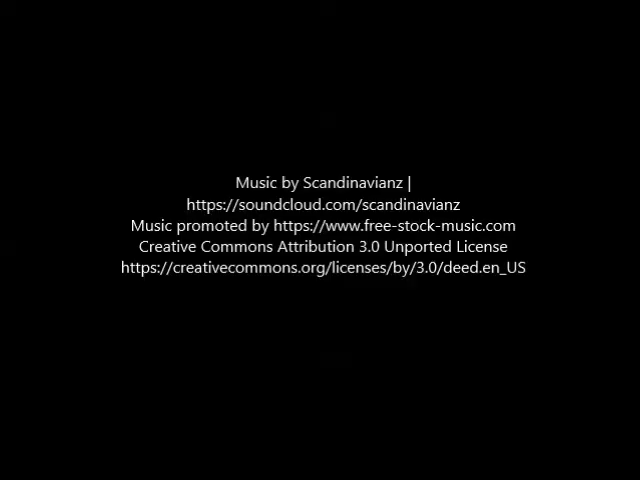 Music by Scandinavianz |
https://soundcloud.com/scandinavianz
Music promoted by https://www.free-stock-music.com
Creative Commons Attribution 3.0 Unported License
https://creativecommons.org/licenses/by/3.0/deed.en_US